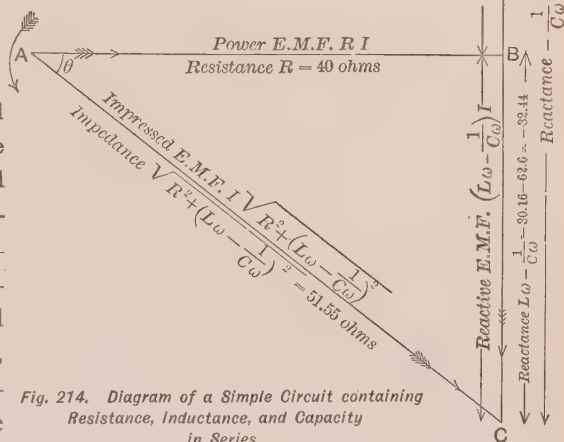 Reactance − 1/Cω
A
B
θ
Power E.M.F. R I
Resistance R = 40 ohms
Impressed E.M.F. I √R²+(Lω − 1/Cω)²
Impedance √R²+(Lω − 1/Cω)² = 51.55 ohms
Reactive E.M.F. (Lω − 1/Cω) I
Reactance Lω − 1/Cω = 30.16−62.6 = −32.44
C
Fig. 214. Diagram of a Simple Circuit containing
Resistance, Inductance, and Capacity
in Series